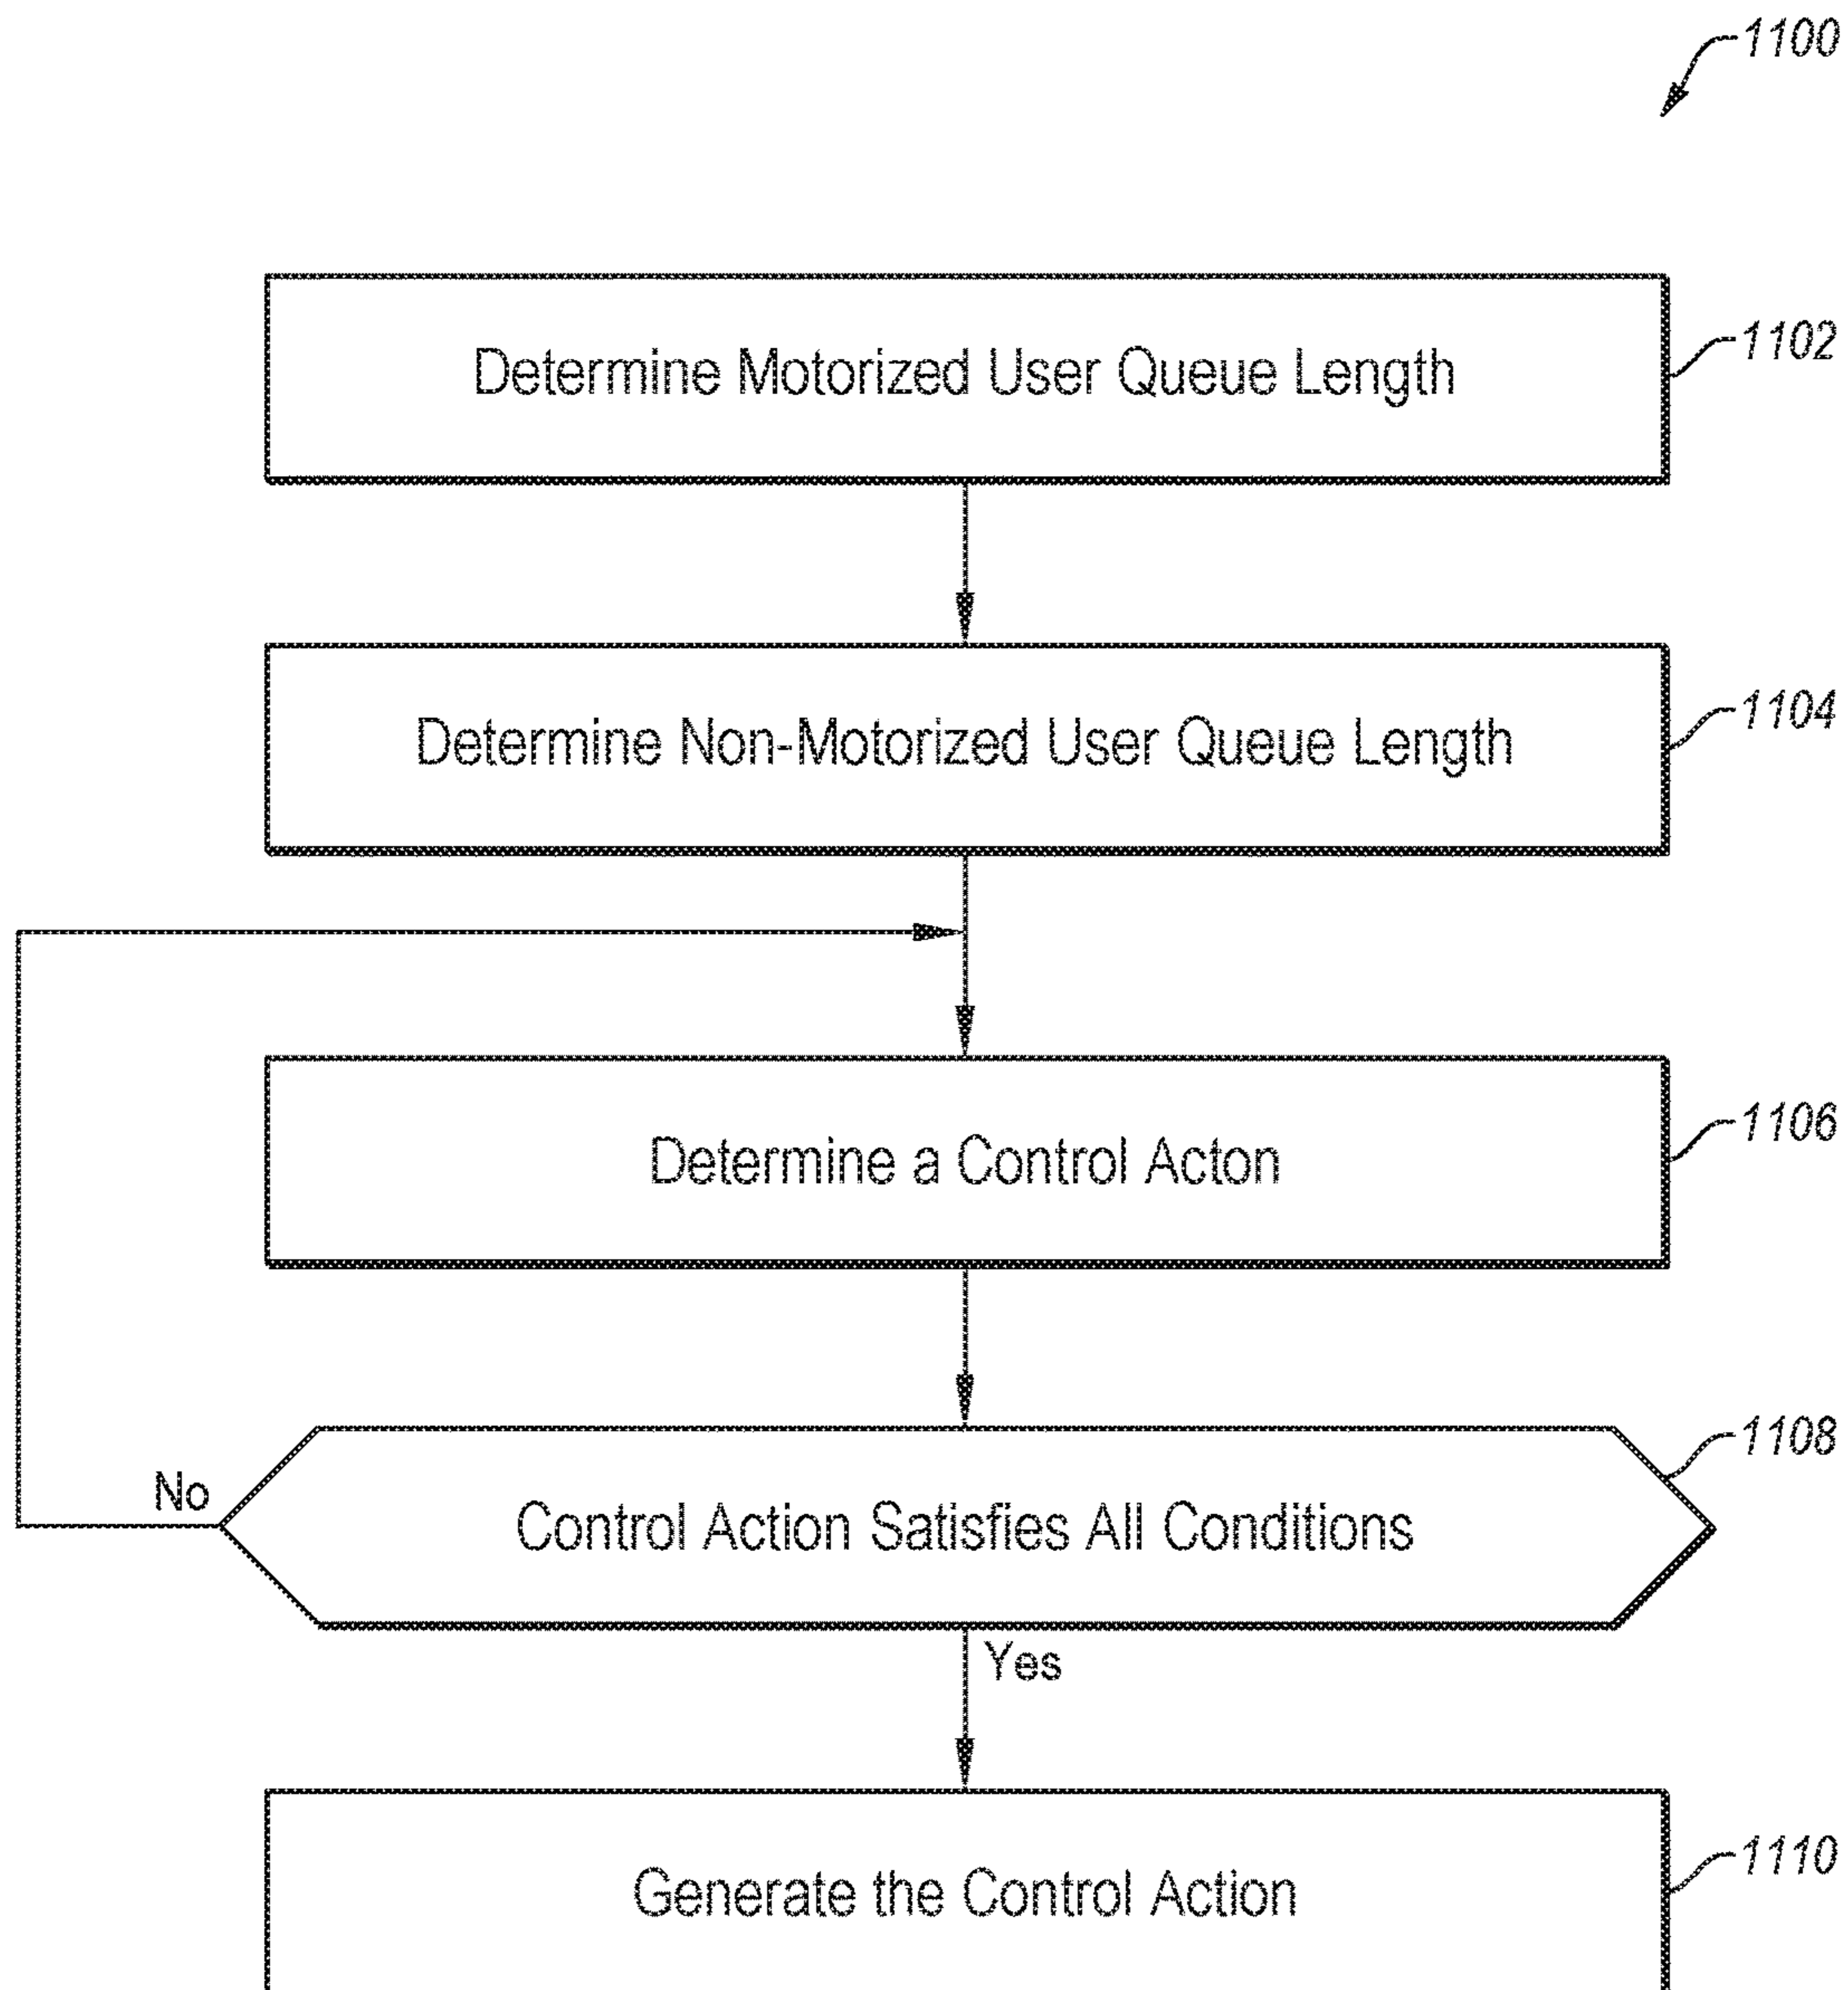 1100
Determine Motorized User Queue Length
1102
Determine Non-Motorized User Queue Length
1104
Determine a Control Acton
1106
1108
No
Control Action Satisfies All Conditions
Yes
Generate the Control Action
1110